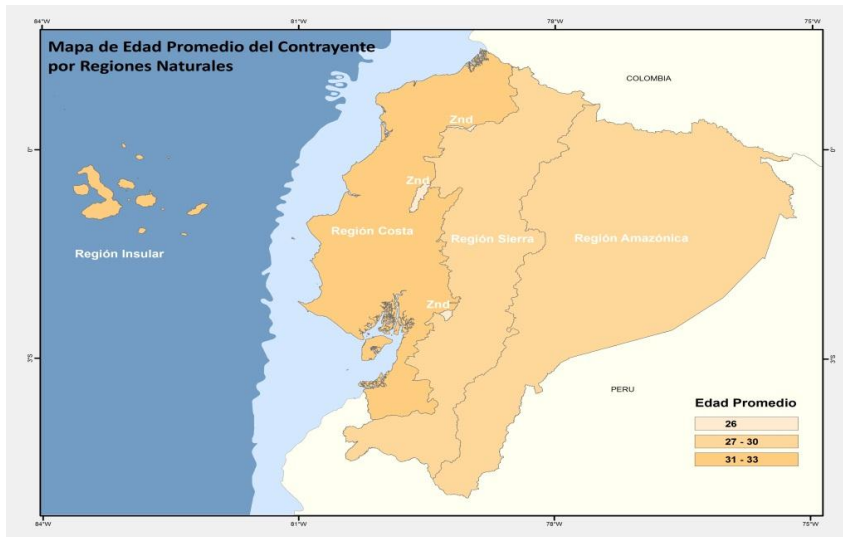 84°W 81°W 78°W 75°W
Mapa de Edad Promedio del Contrayente
por Regiones Naturales
COLOMBIA
Znd
0° 0°
Znd
Región Costa Región Sierra Región Amazónica
Región Insular
Znd
3°S 3°S
PERU
Edad Promedio
26
27 - 30
31 - 33
84°W 81°W 78°W 75°W